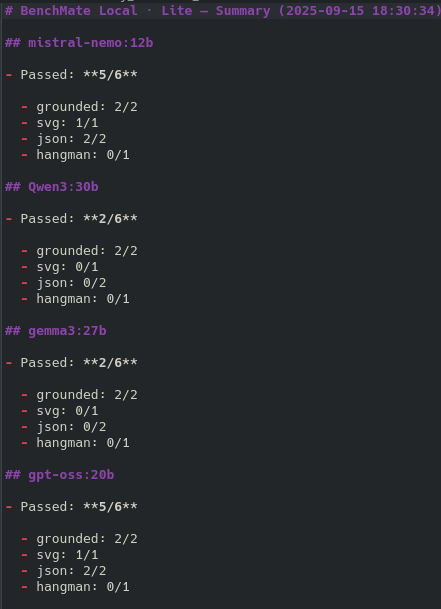 # BenchMate Local · Lite — Summary (2025-09-15 18:30:34)
## mistral-nemo:12b
- Passed: **5/6**
- grounded: 2/2
- svg: 1/1
- json: 2/2
- hangman: 0/1
## Qwen3:30b
- Passed: **2/6**
- grounded: 2/2
- svg: 0/1
- json: 0/2
- hangman: 0/1
## gemma3:27b
- Passed: **2/6**
- grounded: 2/2
- svg: 0/1
- json: 0/2
- hangman: 0/1
## gpt-oss:20b
- Passed: **5/6**
- grounded: 2/2
- svg: 1/1
- json: 2/2
- hangman: 0/1